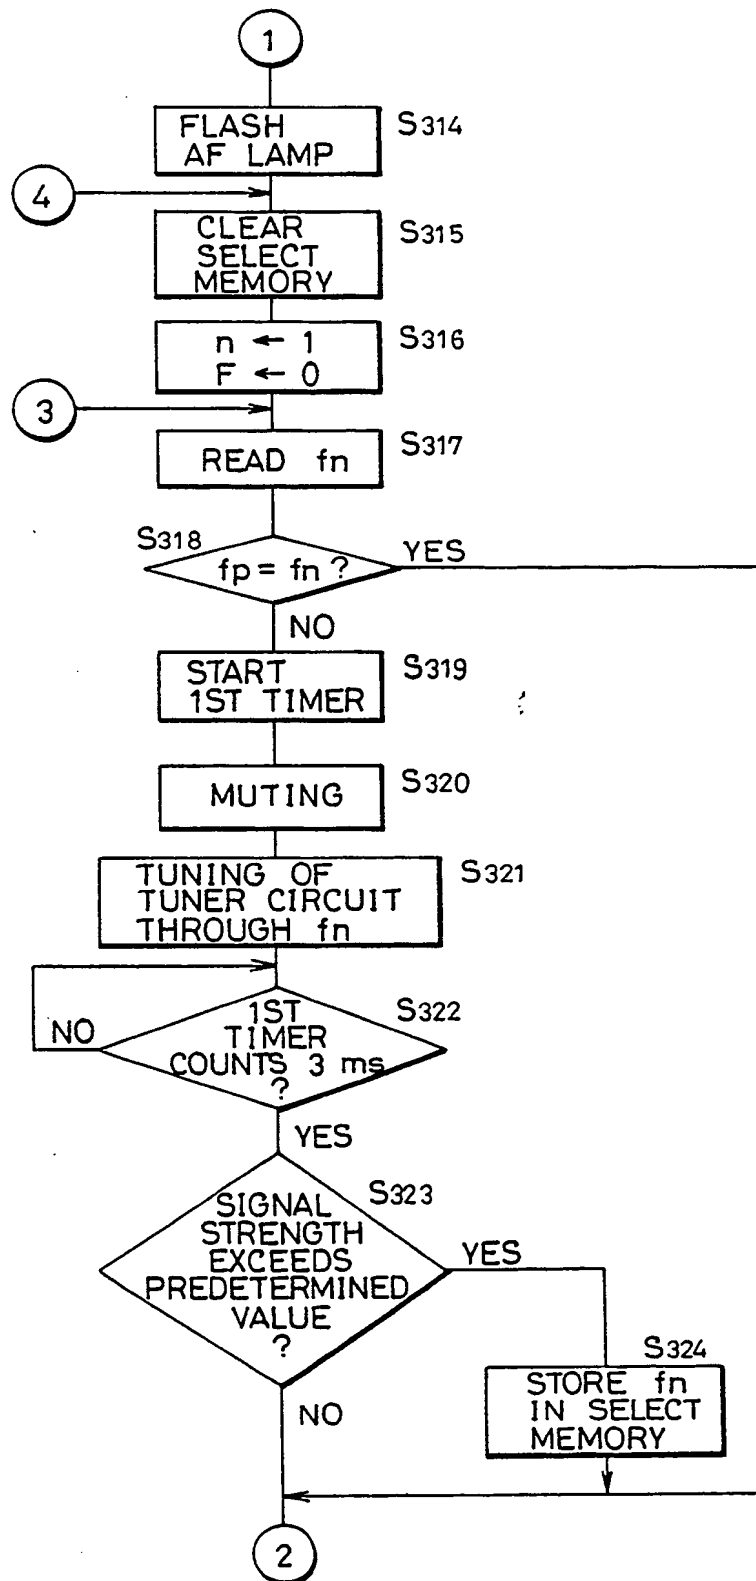 1
FLASH
AF LAMP
S314
4
CLEAR
SELECT
MEMORY
S315
n ← 1
F ← 0
S316
3
READ fn
S317
S318
fp = fn ?
YES
NO
START
1ST TIMER
S319
MUTING
S320
TUNING OF
TUNER CIRCUIT
THROUGH fn
S321
1ST
TIMER
COUNTS 3 ms
?
S322
NO
YES
SIGNAL
STRENGTH
EXCEEDS
PREDETERMINED
VALUE
?
S323
YES
S324
STORE fn
IN SELECT
MEMORY
NO
2